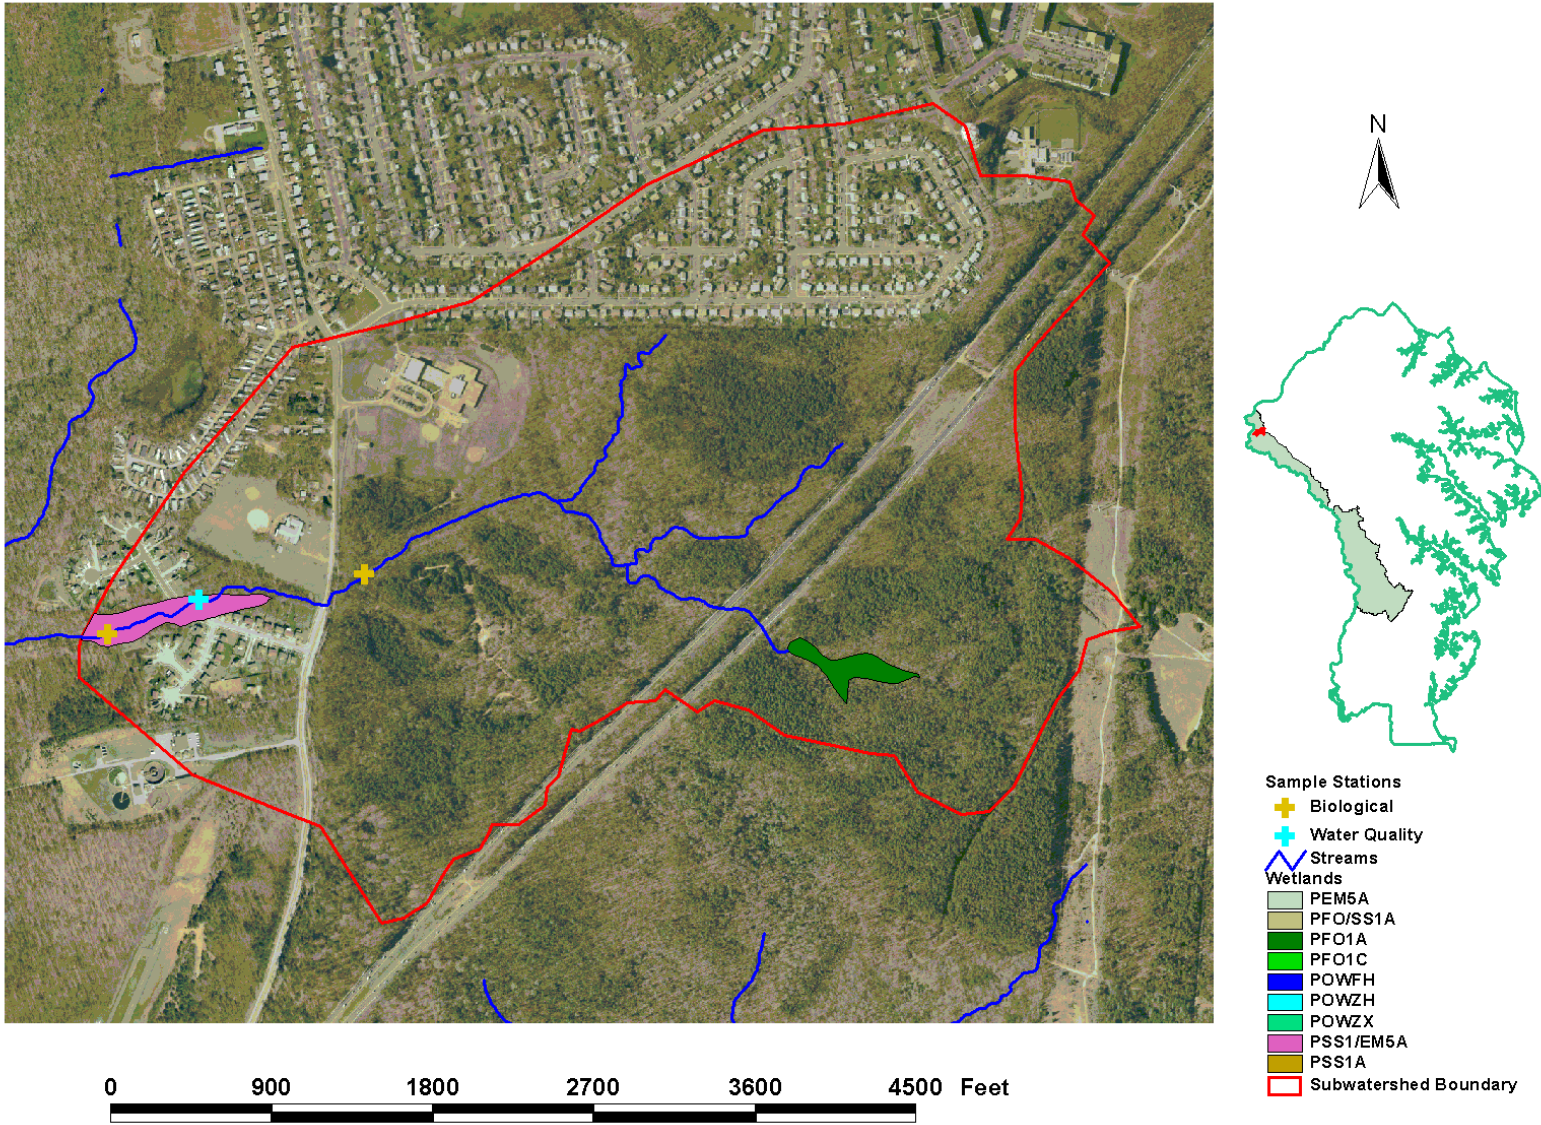 N
Sample Stations
Biological
Water Quality
Streams
Wetlands
PEM5A
PFO/SS1A
PFO1A
PFO1C
POWFH
POWZH
POWZX
PSS1/EM5A
PSS1A
Subwatershed Boundary
0 900 1800 2700 3600 4500 Feet